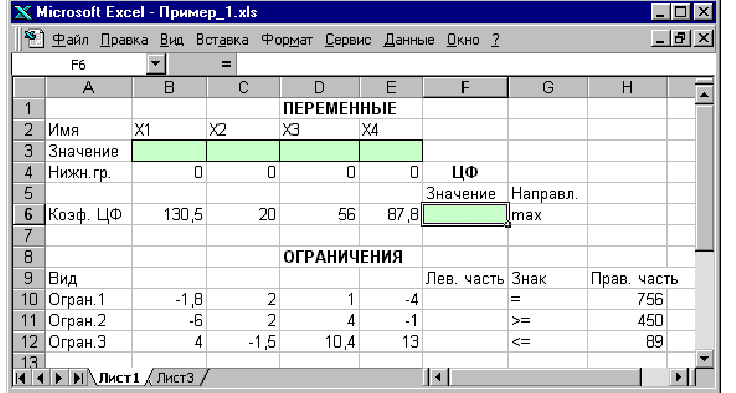 Microsoft Excel - Пример_1.xls
Файл Правка Вид Вставка Формат Сервис Данные Окно ?
F6 =
A B C D E F G H
1 ПЕРЕМЕННЫЕ
2 Имя X1 X2 X3 X4
3 Значение
4 Нижн.гр. 0 0 0 0 ЦФ
5 Значение Направл.
6 Коэф. ЦФ 130,5 20 56 87,8 max
7
8 ОГРАНИЧЕНИЯ
9 Вид Лев. часть Знак Прав. часть
10 Огран.1 -1,8 2 1 -4 = 756
11 Огран.2 -6 2 4 -1 >= 450
12 Огран.3 4 -1,5 10,4 13 <= 89
13
Лист1 Лист3